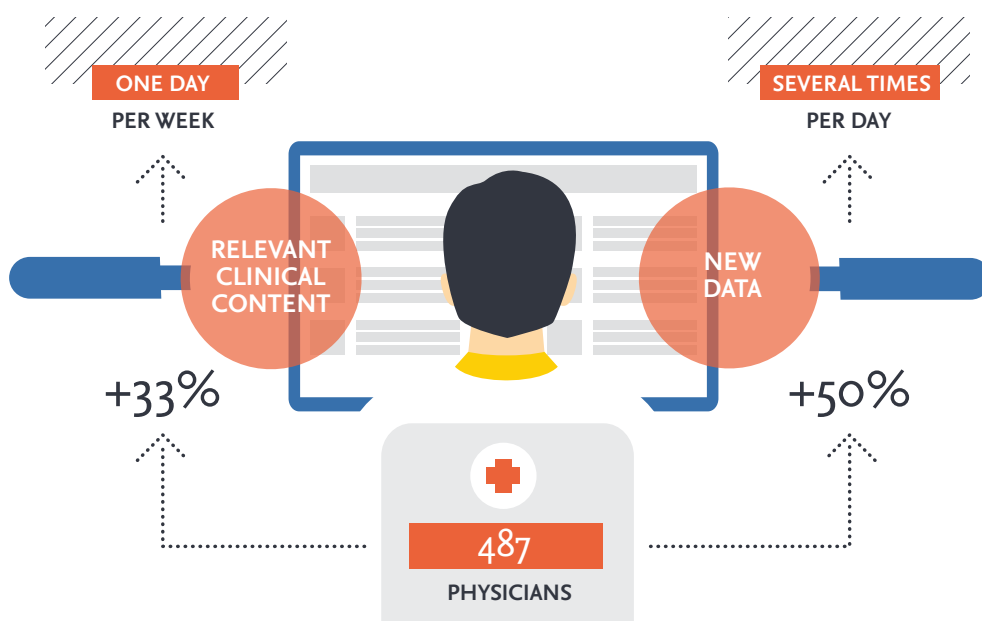 ONE DAY
PER WEEK
SEVERAL TIMES
PER DAY
RELEVANT
CLINICAL
CONTENT
NEW
DATA
+33%
+50%
487
PHYSICIANS